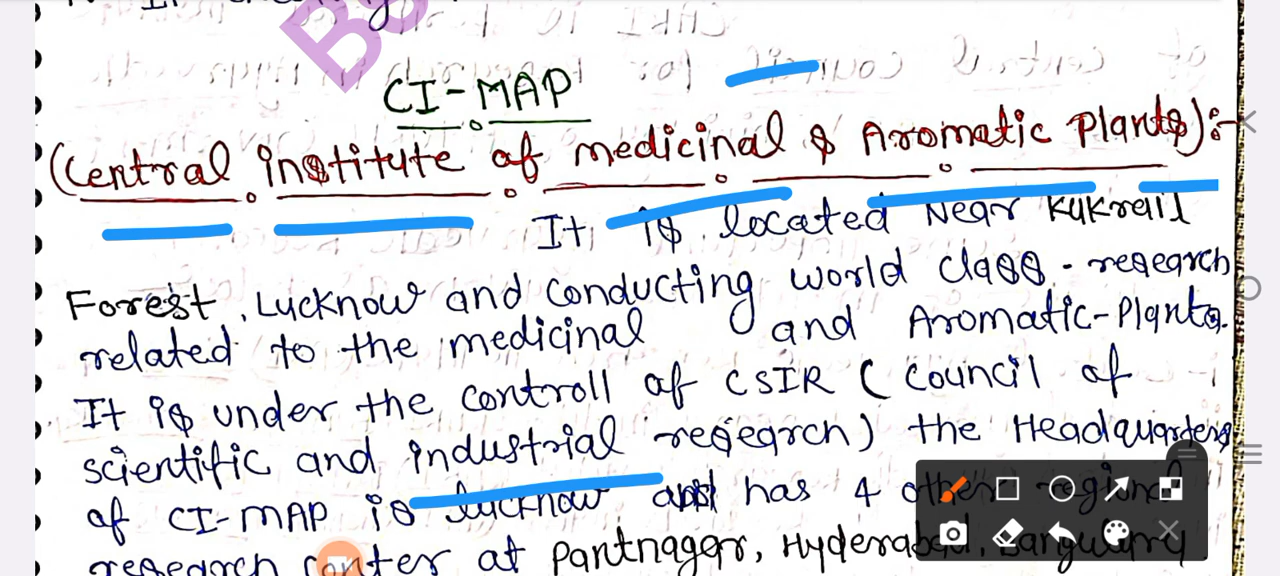 CI-MAP
(Central institute of medicinal & Aromatic Plants):-
It is located Near Kukrail
Forest, Lucknow and conducting world class research
related to the medicinal and Aromatic-Plants.
It is under the controll of CSIR (Council of
scientific and industrial research) the Headquarters
of CI-MAP is lucknow and has 4 other regional
research center at Pantnagar, Hyderabad,